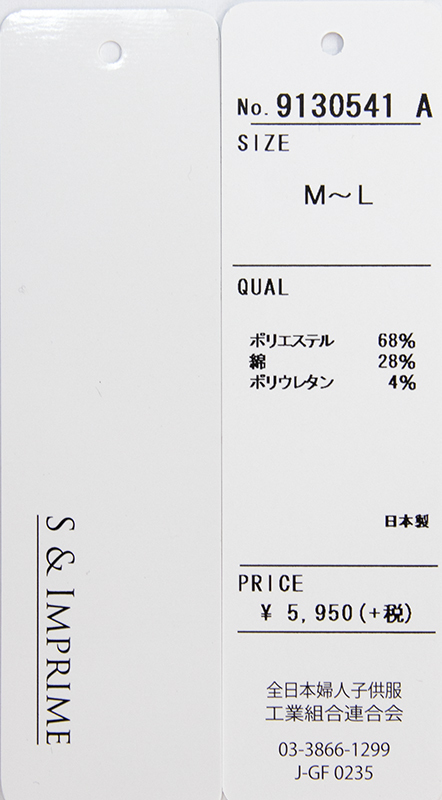 S & IMPRIME
No. 9130541 A
SIZE
M～L
QUAL
ポリエステル 68%
綿 28%
ポリウレタン 4%
日本製
PRICE
¥ 5,950(+税)
全日本婦人子供服
工業組合連合会
03-3866-1299
J-GF 0235